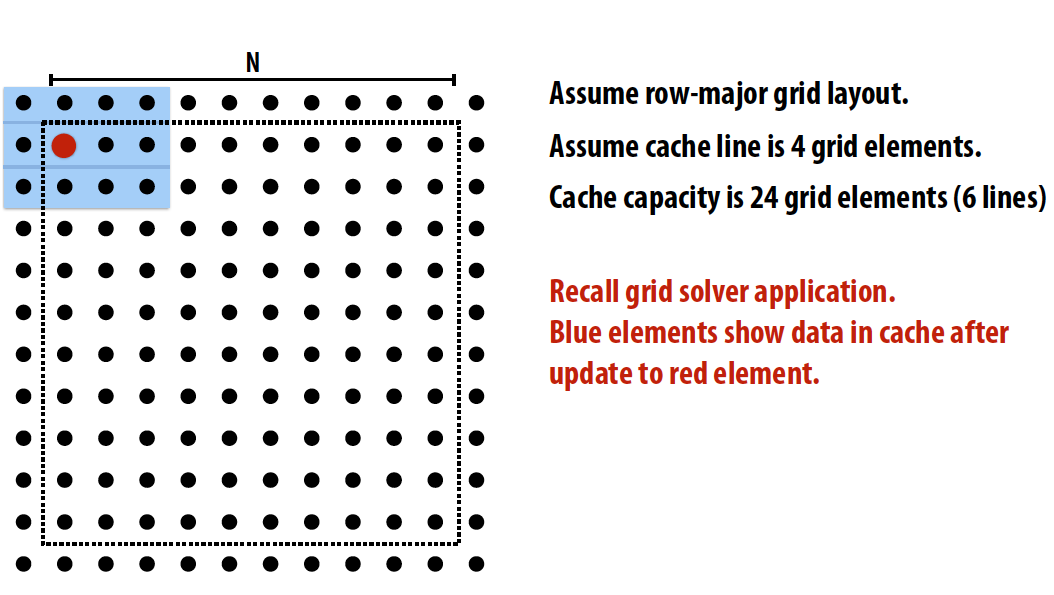 N
Assume row-major grid layout.
Assume cache line is 4 grid elements.
Cache capacity is 24 grid elements (6 lines)
Recall grid solver application.
Blue elements show data in cache after
update to red element.